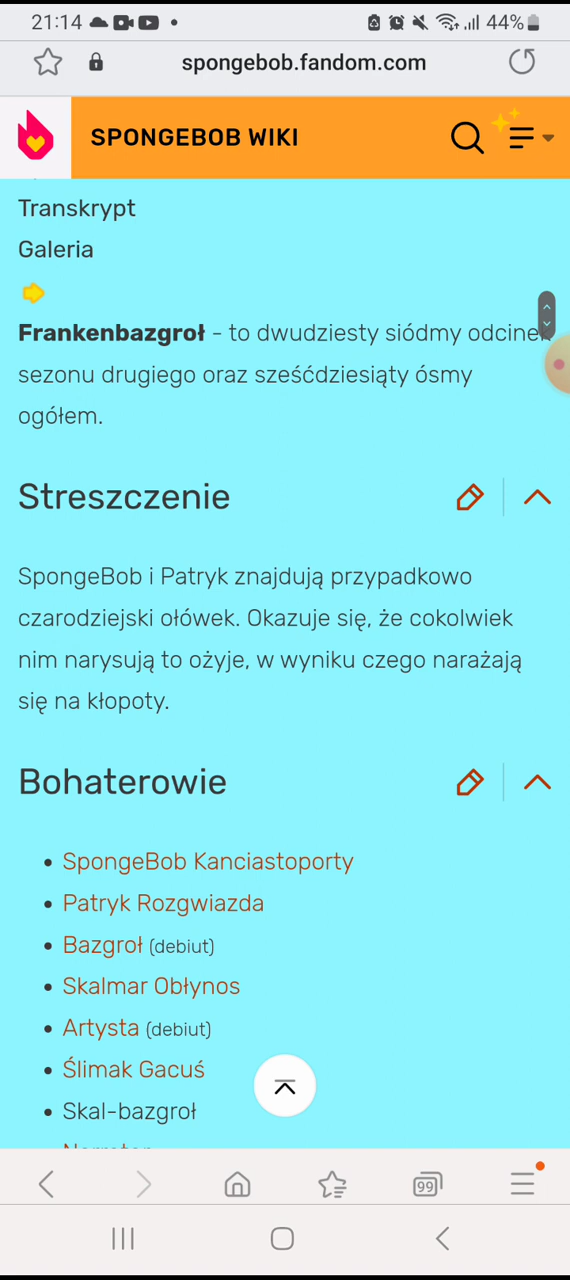 21:14 44%
spongebob.fandom.com
SPONGEBOB WIKI
Transkrypt
Galeria
Frankenbazgroł - to dwudziesty siódmy odcinek
sezonu drugiego oraz sześćdziesiąty ósmy
ogółem.
Streszczenie
SpongeBob i Patryk znajdują przypadkowo
czarodziejski ołówek. Okazuje się, że cokolwiek
nim narysują to ożyje, w wyniku czego narażają
się na kłopoty.
Bohaterowie
SpongeBob Kanciastoporty
Patryk Rozgwiazda
Bazgroł (debiut)
Skalmar Obłynos
Artysta (debiut)
Ślimak Gacuś
Skal-bazgroł
99